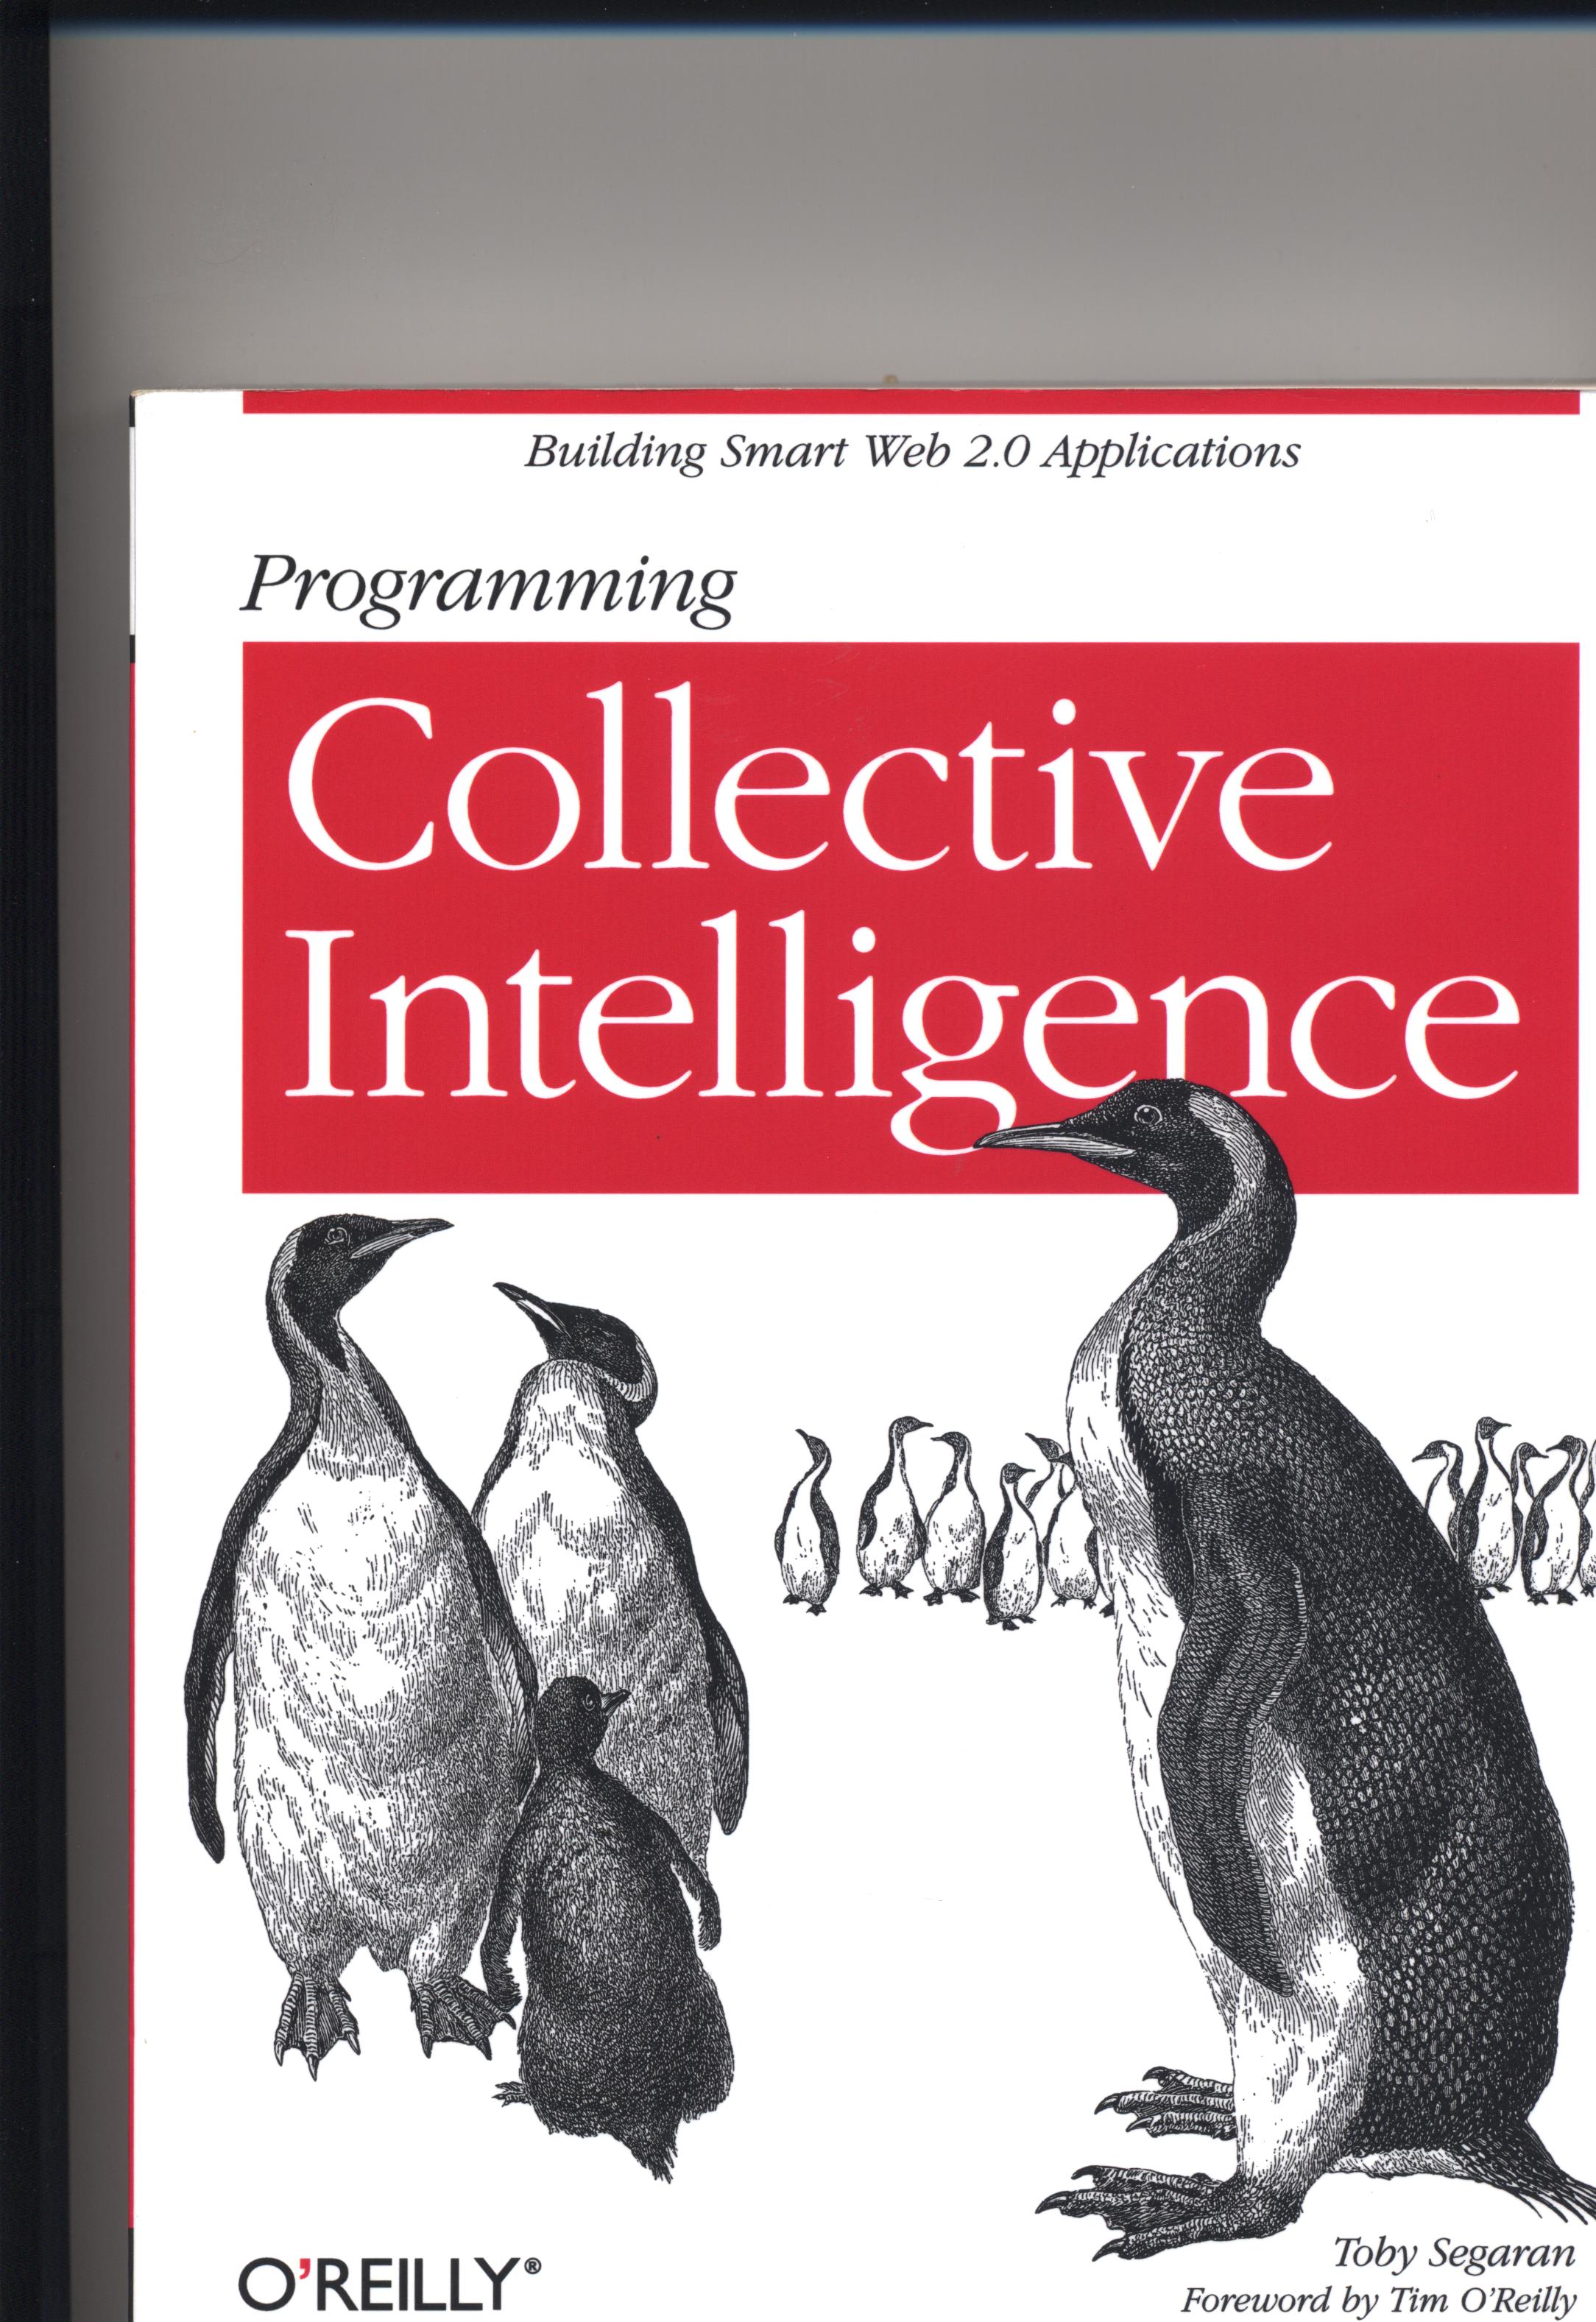 Building Smart Web 2.0 Applications
Programming
Collective
Intelligence
O'REILLY®
Toby Segaran
Foreword by Tim O'Reilly